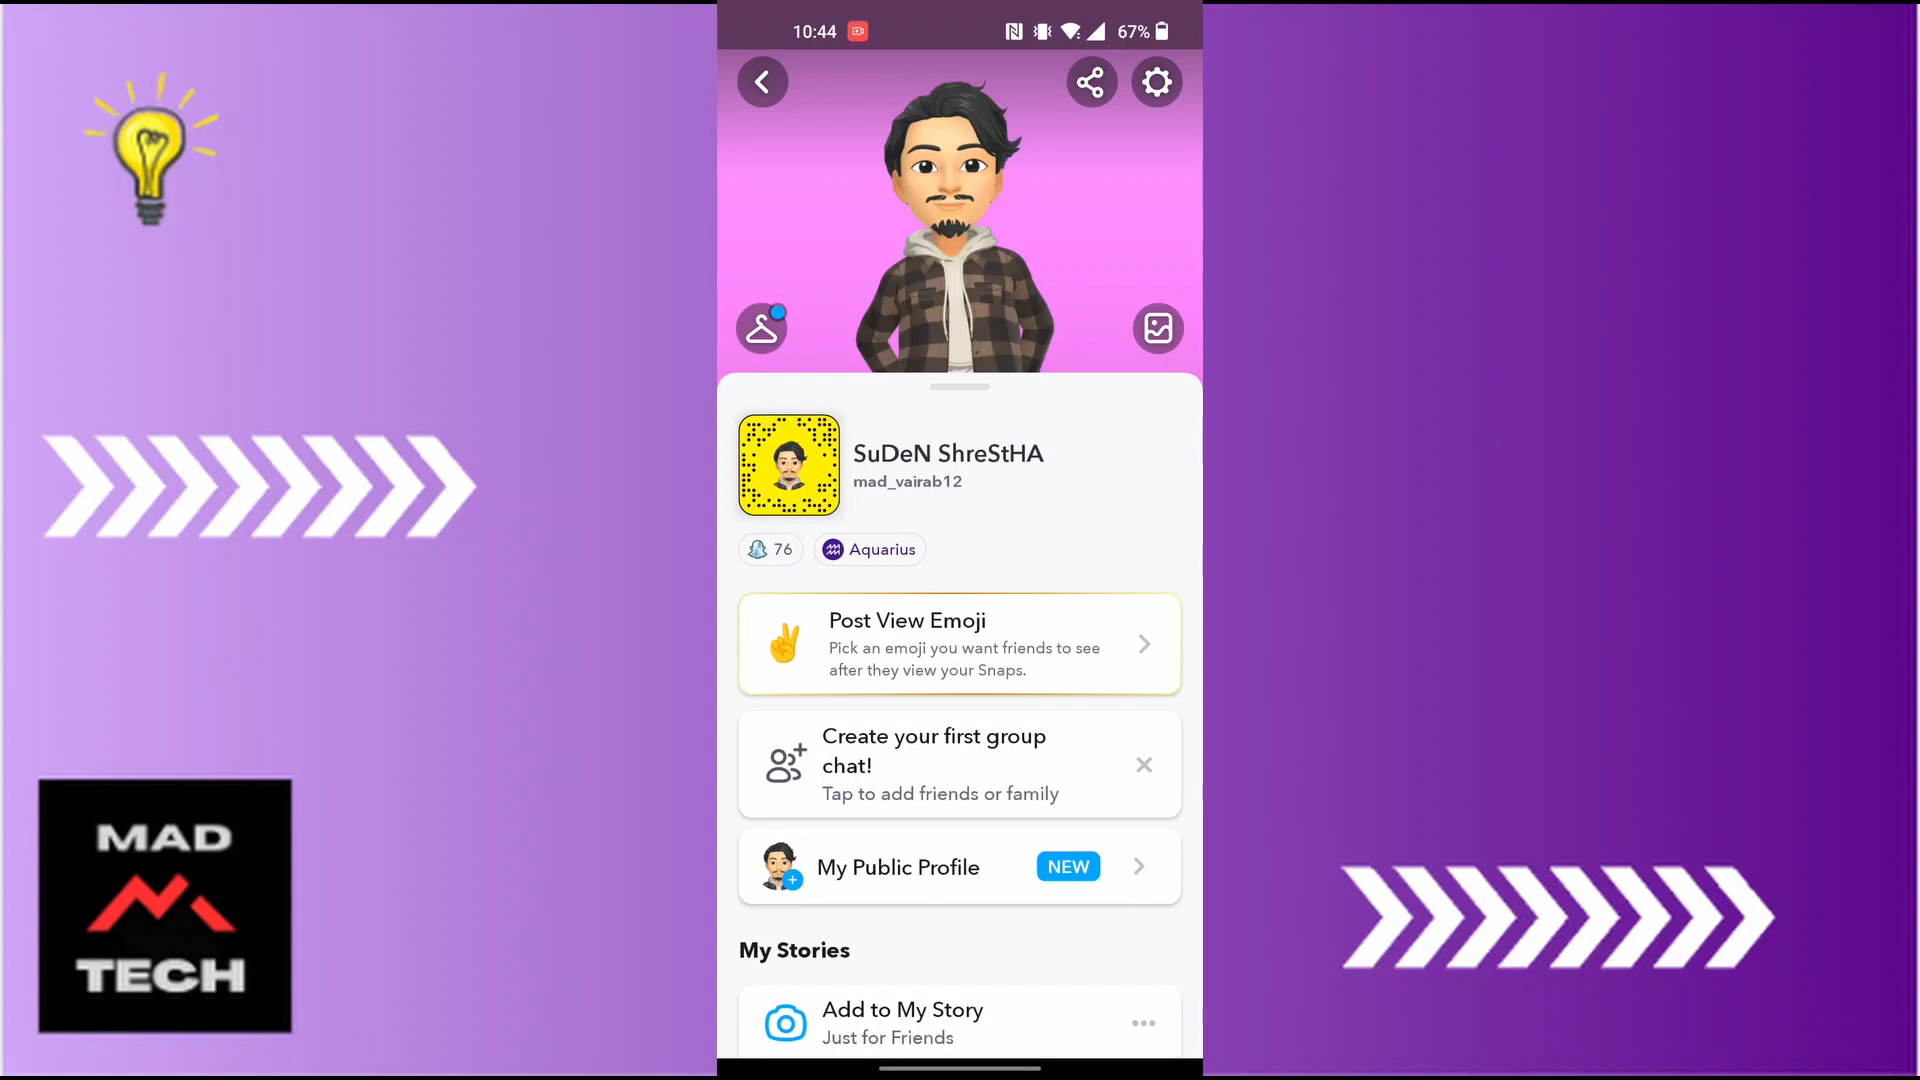 10:44
67%
SuDeN ShreStHA
mad_vairab12
76
Aquarius
Post View Emoji
Pick an emoji you want friends to see
after they view your Snaps.
Create your first group
chat!
Tap to add friends or family
My Public Profile
NEW
My Stories
Add to My Story
Just for Friends
MAD
TECH